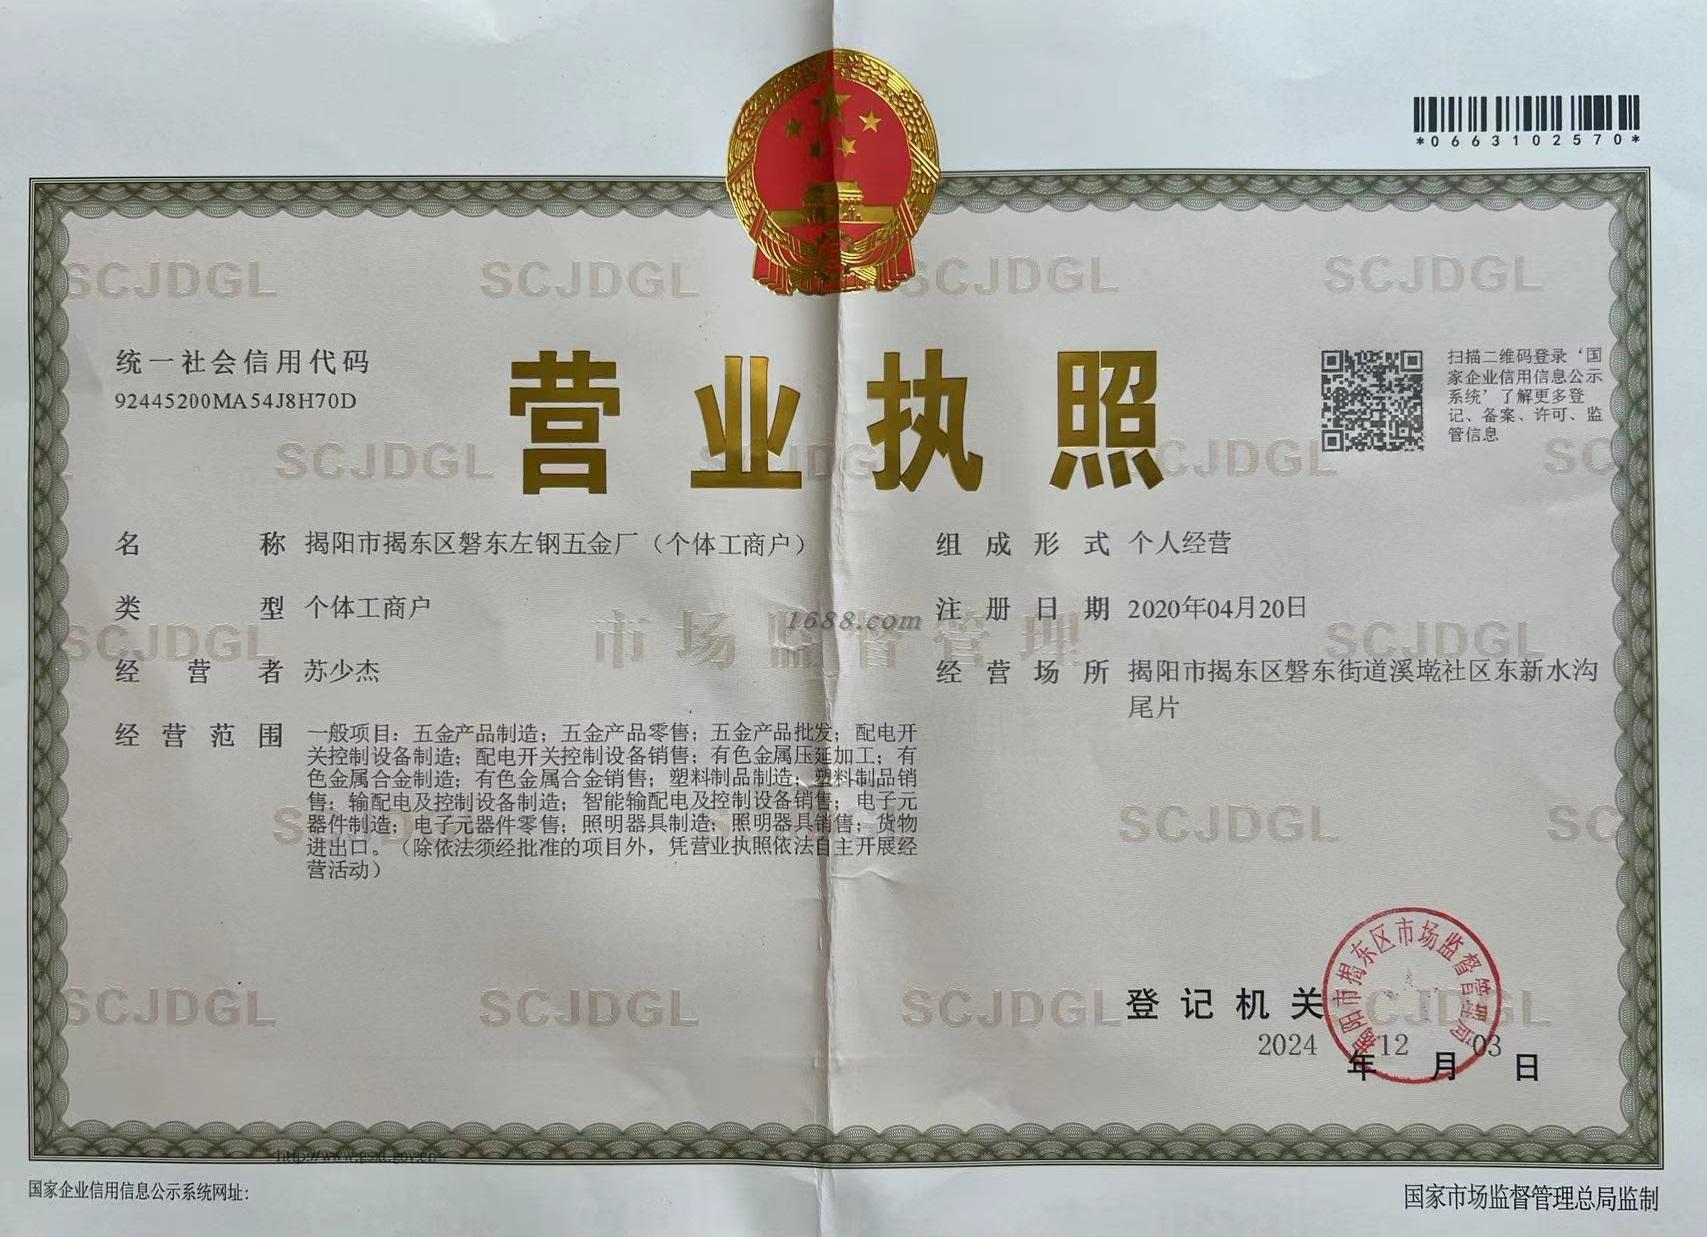 *0663102570*
统一社会信用代码
92445200MA54J8H70D
营业执照
扫描二维码登录‘国
家企业信用信息公示
系统’了解更多登
记、备案、许可、监
管信息
名称 揭阳市揭东区磐东左钢五金厂（个体工商户）
组成形式 个人经营
类型 个体工商户
注册日期 2020年04月20日
经营者 苏少杰
经营场所 揭阳市揭东区磐东街道溪墘社区东新水沟
尾片
经营范围 一般项目：五金产品制造；五金产品零售；五金产品批发；配电开
关控制设备制造；配电开关控制设备销售；有色金属压延加工；有
色金属合金制造；有色金属合金销售；塑料制品制造；塑料制品销
售；输配电及控制设备制造；智能输配电及控制设备销售；电子元
器件制造；电子元器件零售；照明器具制造；照明器具销售；货物
进出口。（除依法须经批准的项目外，凭营业执照依法自主开展经
营活动）
市场监督管理
1688.com
SCJDGL
登记机关
揭阳市揭东区市场监督管理局
2024年12月03日
http://www.gsxt.gov.cn
国家企业信用信息公示系统网址：
国家市场监督管理总局监制